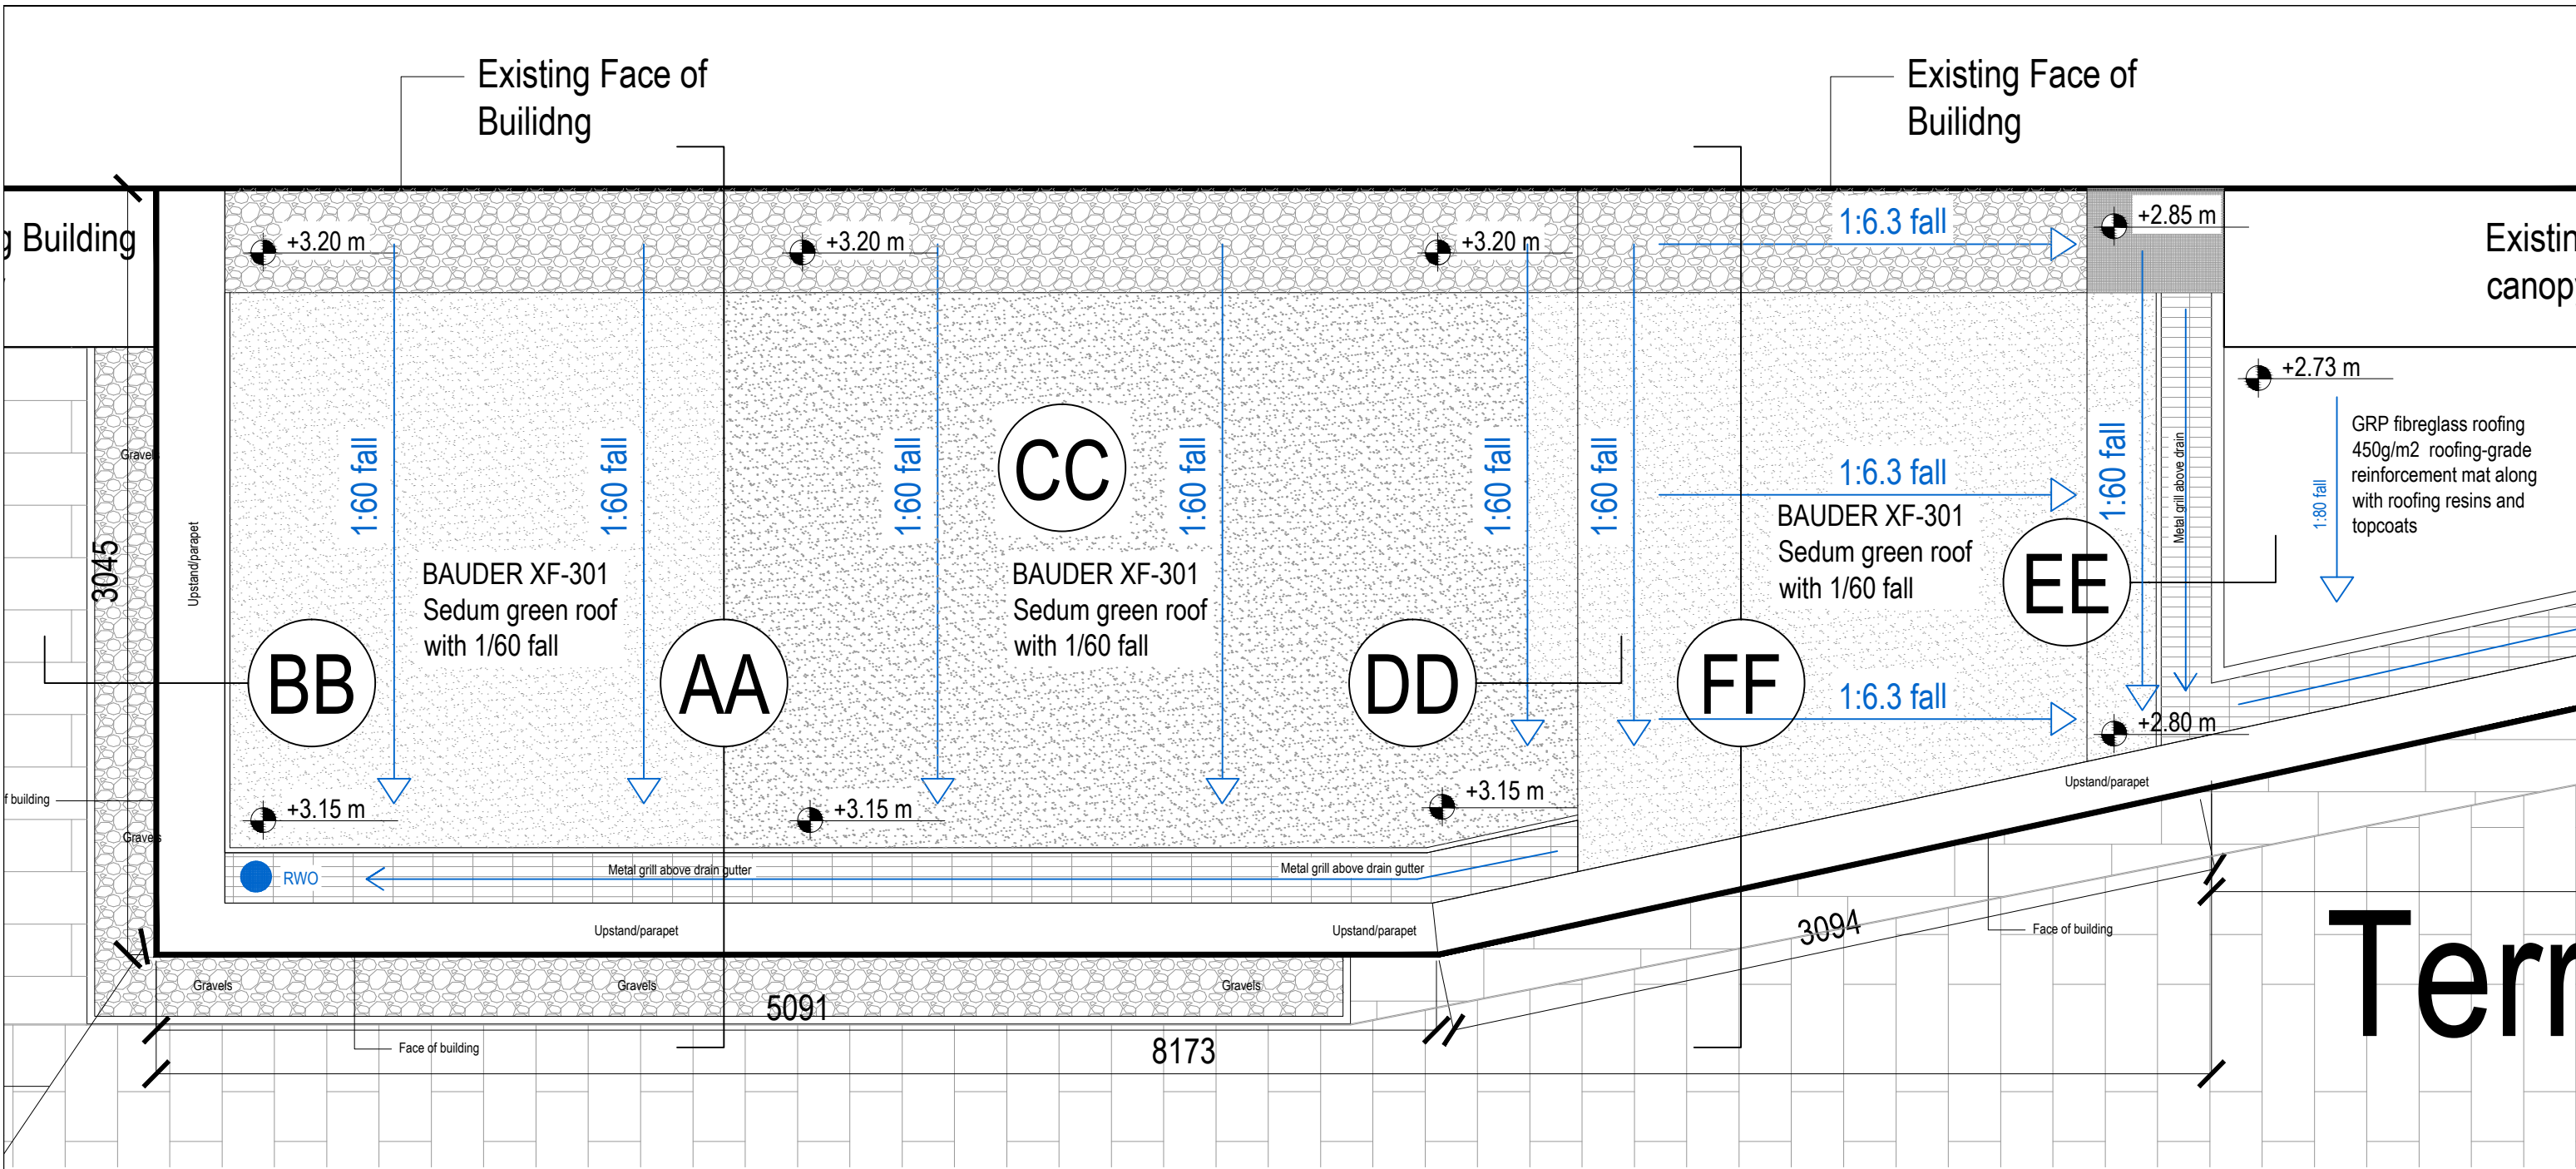 Existing Face of
Builidng
Existing Face of
Builidng
g Building
Existin
canop
+3.20 m
+3.20 m
+3.20 m
1:6.3 fall
+2.85 m
+2.73 m
GRP fibreglass roofing
450g/m2 roofing-grade
reinforcement mat along
with roofing resins and
topcoats
1:80 fall
Gravels
Upstand/parapet
3045
1:60 fall
1:60 fall
1:60 fall
1:60 fall
1:60 fall
1:60 fall
1:60 fall
Metal grill above drain
CC
1:6.3 fall
BAUDER XF-301
Sedum green roof
with 1/60 fall
BAUDER XF-301
Sedum green roof
with 1/60 fall
BAUDER XF-301
Sedum green roof
with 1/60 fall
EE
BB
AA
DD
FF
1:6.3 fall
+2.80 m
f building
Gravels
+3.15 m
+3.15 m
+3.15 m
Upstand/parapet
RWO
Metal grill above drain gutter
Metal grill above drain gutter
Upstand/parapet
Upstand/parapet
3094
Face of building
Gravels
Gravels
Gravels
5091
Face of building
8173
Terr